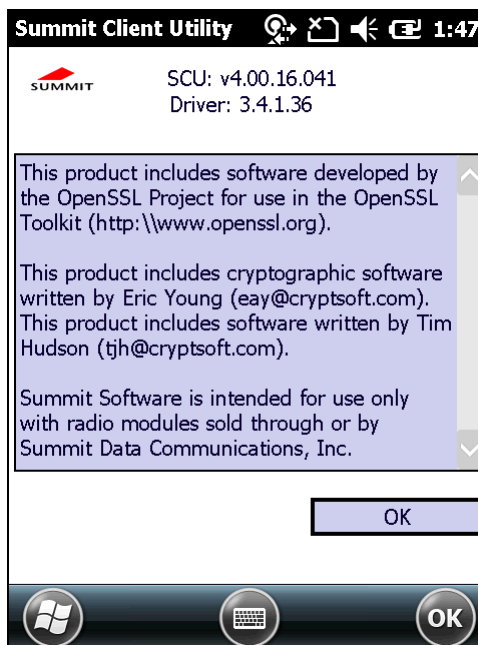 Summit Client Utility 1:47
SUMMIT
SCU: v4.00.16.041
Driver: 3.4.1.36
This product includes software developed by
the OpenSSL Project for use in the OpenSSL
Toolkit (http:\\www.openssl.org).
This product includes cryptographic software
written by Eric Young (eay@cryptsoft.com).
This product includes software written by Tim
Hudson (tjh@cryptsoft.com).
Summit Software is intended for use only
with radio modules sold through or by
Summit Data Communications, Inc.
OK
OK